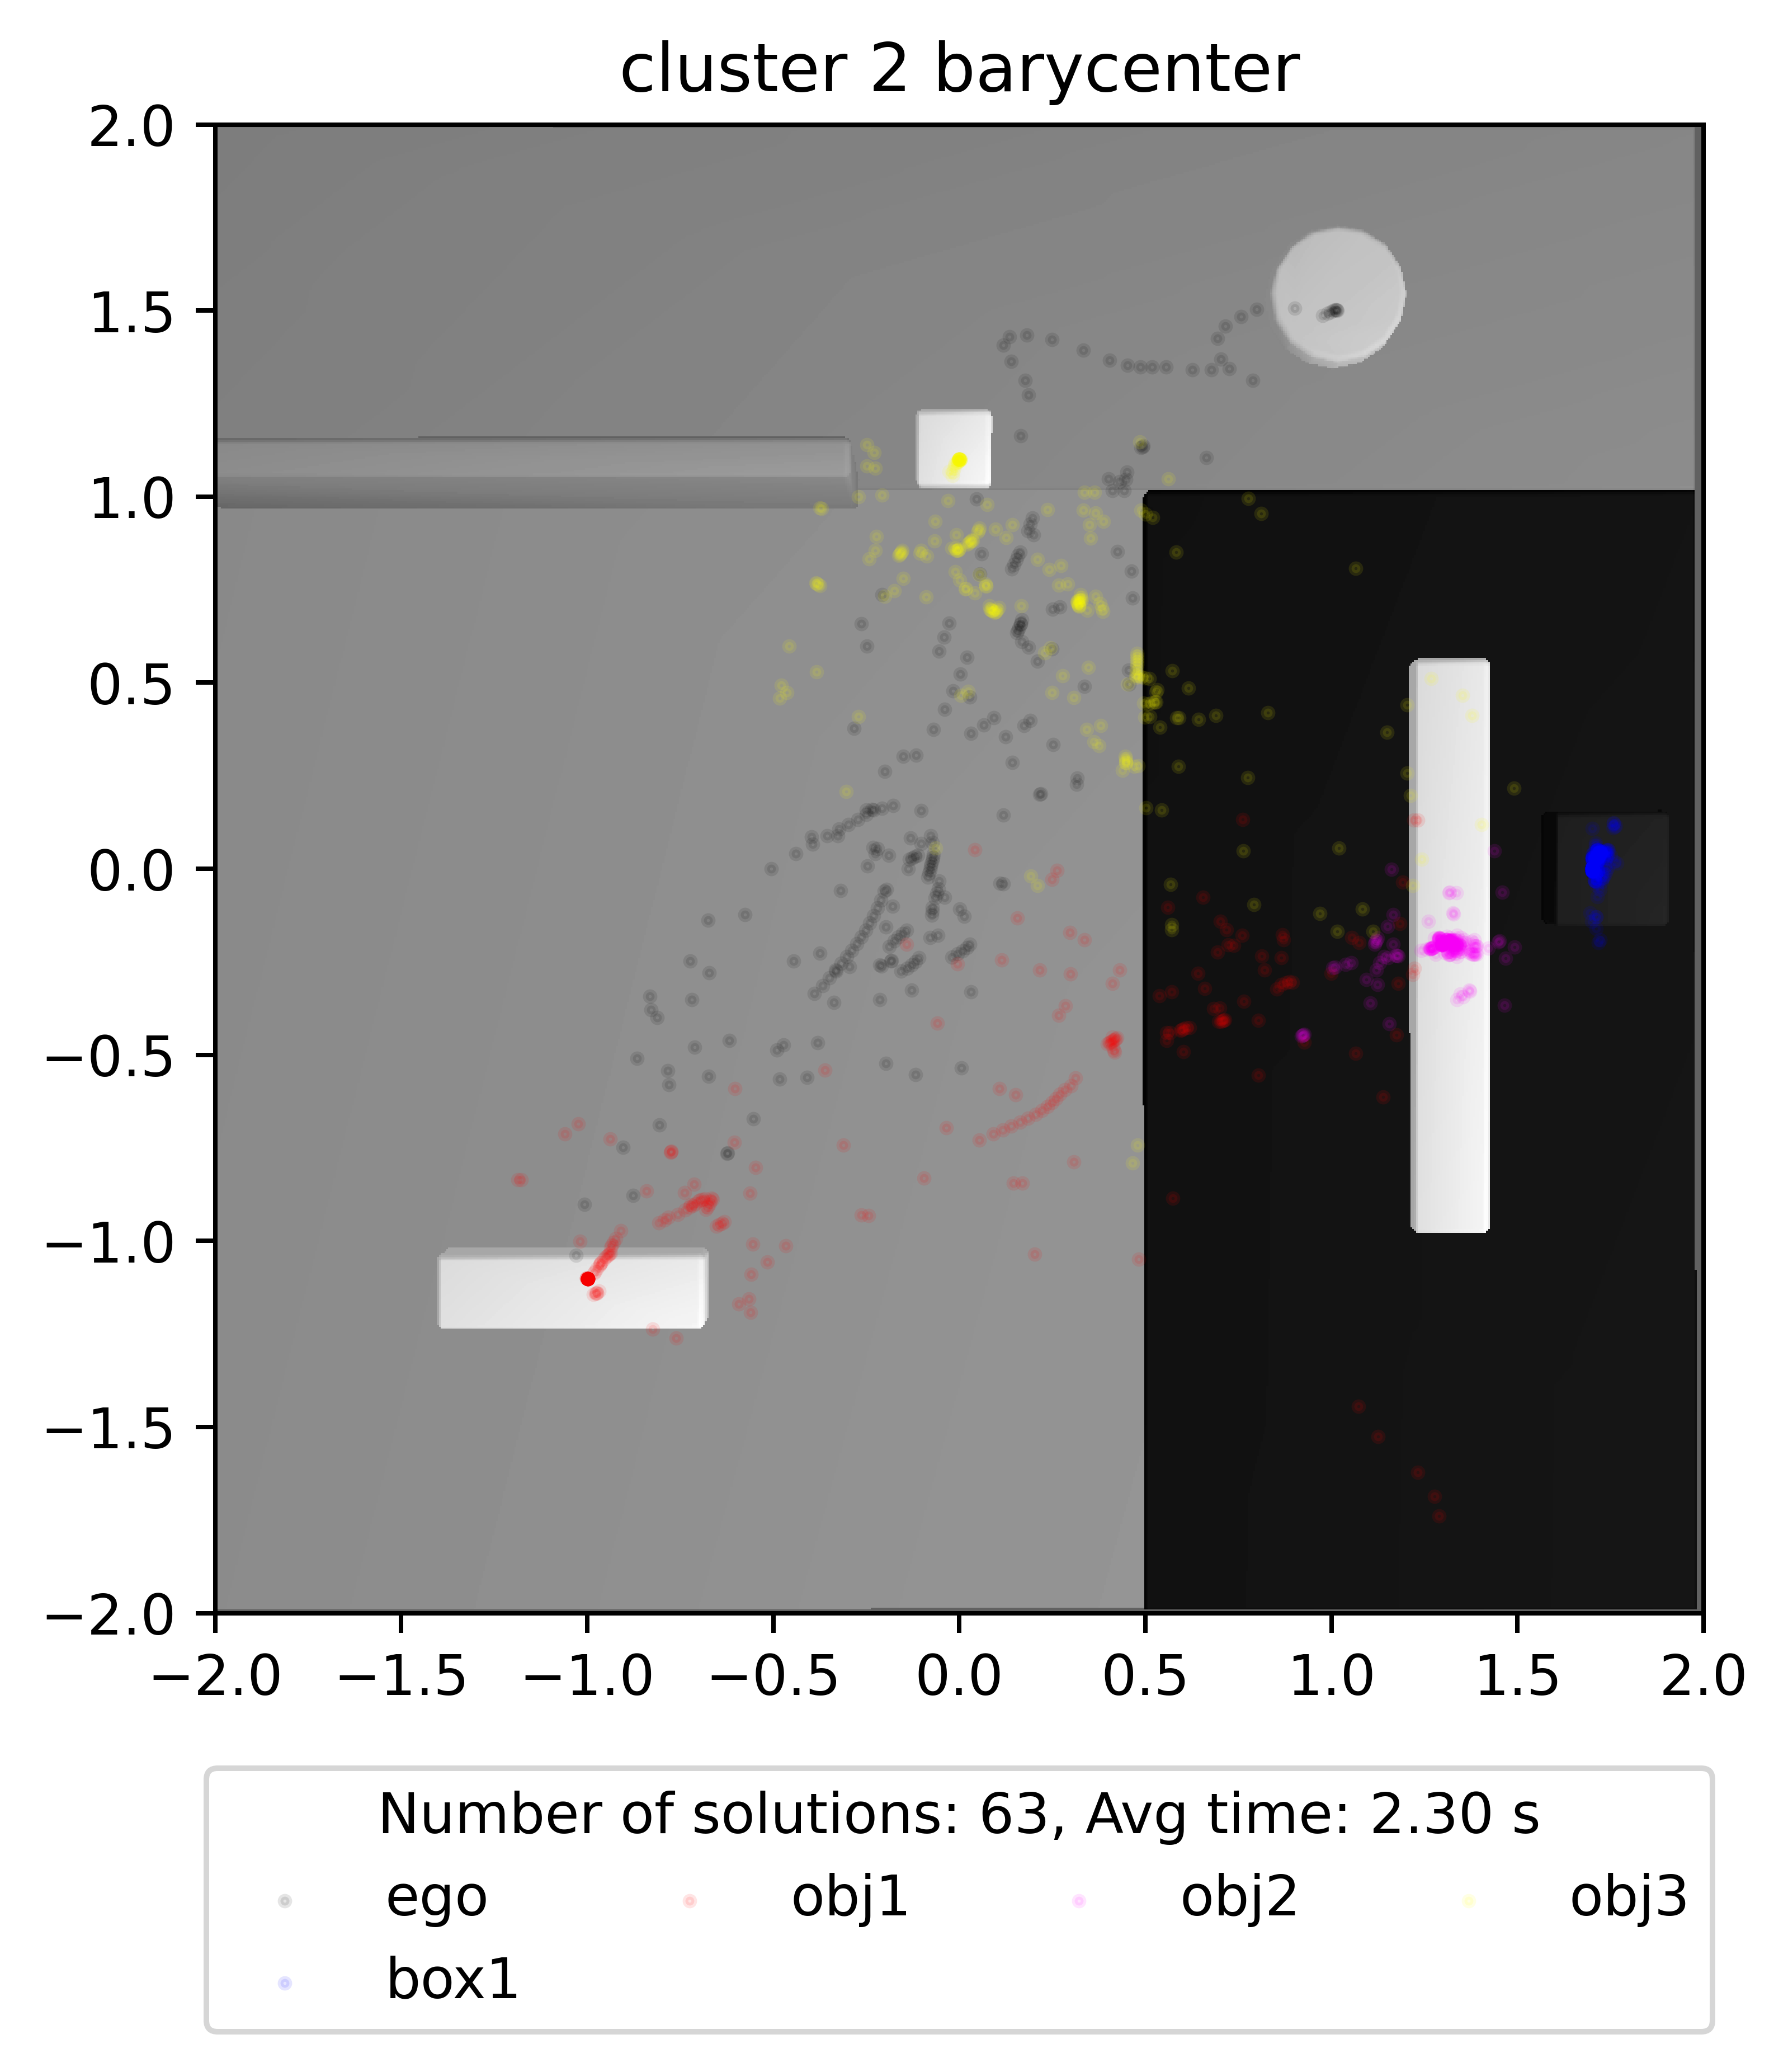 cluster 2 barycenter
2.0
1.5
1.0
0.5
0.0
−0.5
−1.0
−1.5
−2.0
−2.0 −1.5 −1.0 −0.5 0.0 0.5 1.0 1.5 2.0
Number of solutions: 63, Avg time: 2.30 s
ego obj1 obj2 obj3
box1